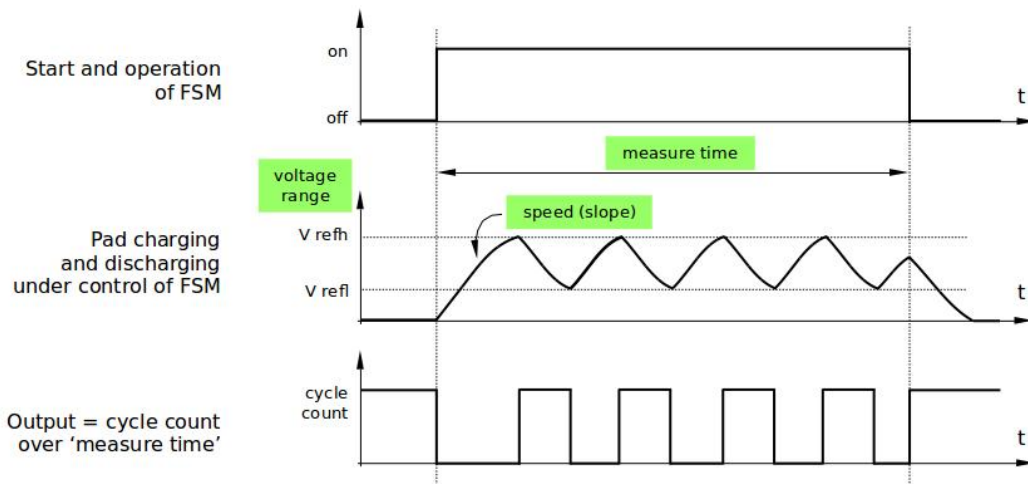 on
Start and operation
of FSM
off
t
measure time
voltage
range
speed (slope)
V refh
Pad charging
and discharging
under control of FSM
V refl
t
cycle
count
Output = cycle count
over ‘measure time’
t